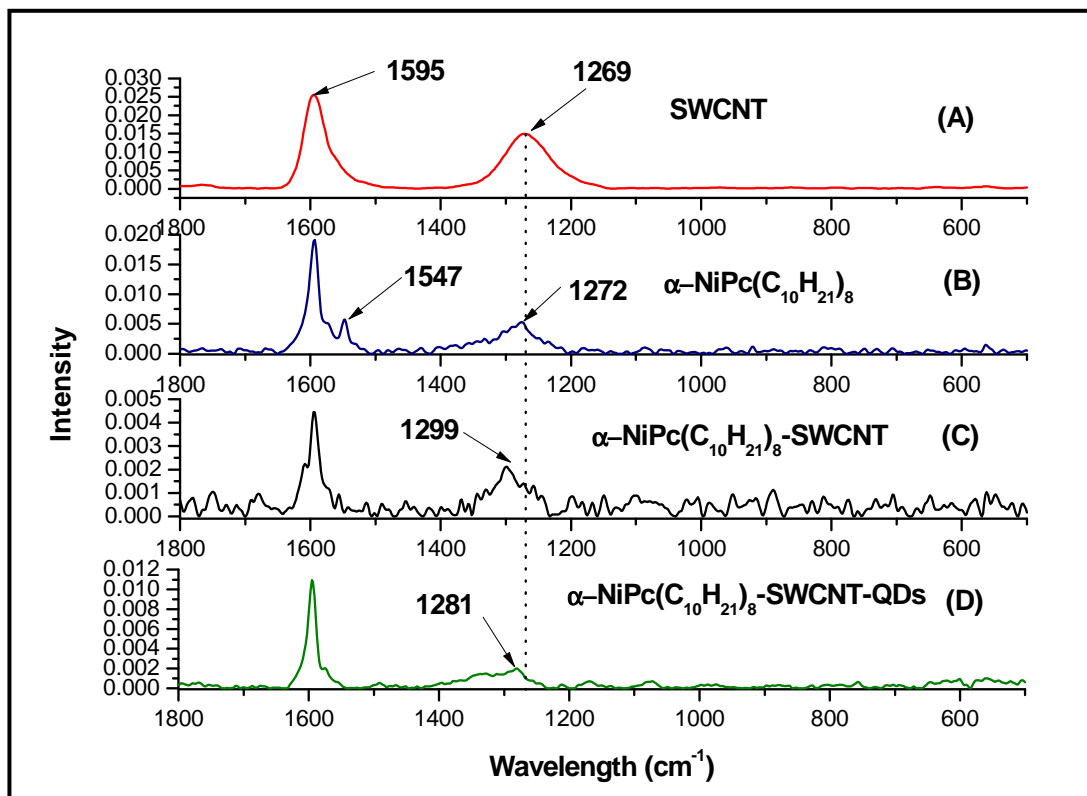 Intensity
0.030
0.025
0.020
0.015
0.010
0.005
0.000
1595
1269
SWCNT
(A)
1800 1600 1400 1200 1000 800 600
0.020
0.015
0.010
0.005
0.000
1547
1272
α–NiPc(C₁₀H₂₁)₈
(B)
1800 1600 1400 1200 1000 800 600
0.005
0.004
0.003
0.002
0.001
0.000
1299
α–NiPc(C₁₀H₂₁)₈-SWCNT
(C)
1800 1600 1400 1200 1000 800 600
0.012
0.010
0.008
0.006
0.004
0.002
0.000
1281
α–NiPc(C₁₀H₂₁)₈-SWCNT-QDs
(D)
1800 1600 1400 1200 1000 800 600
Wavelength (cm⁻¹)